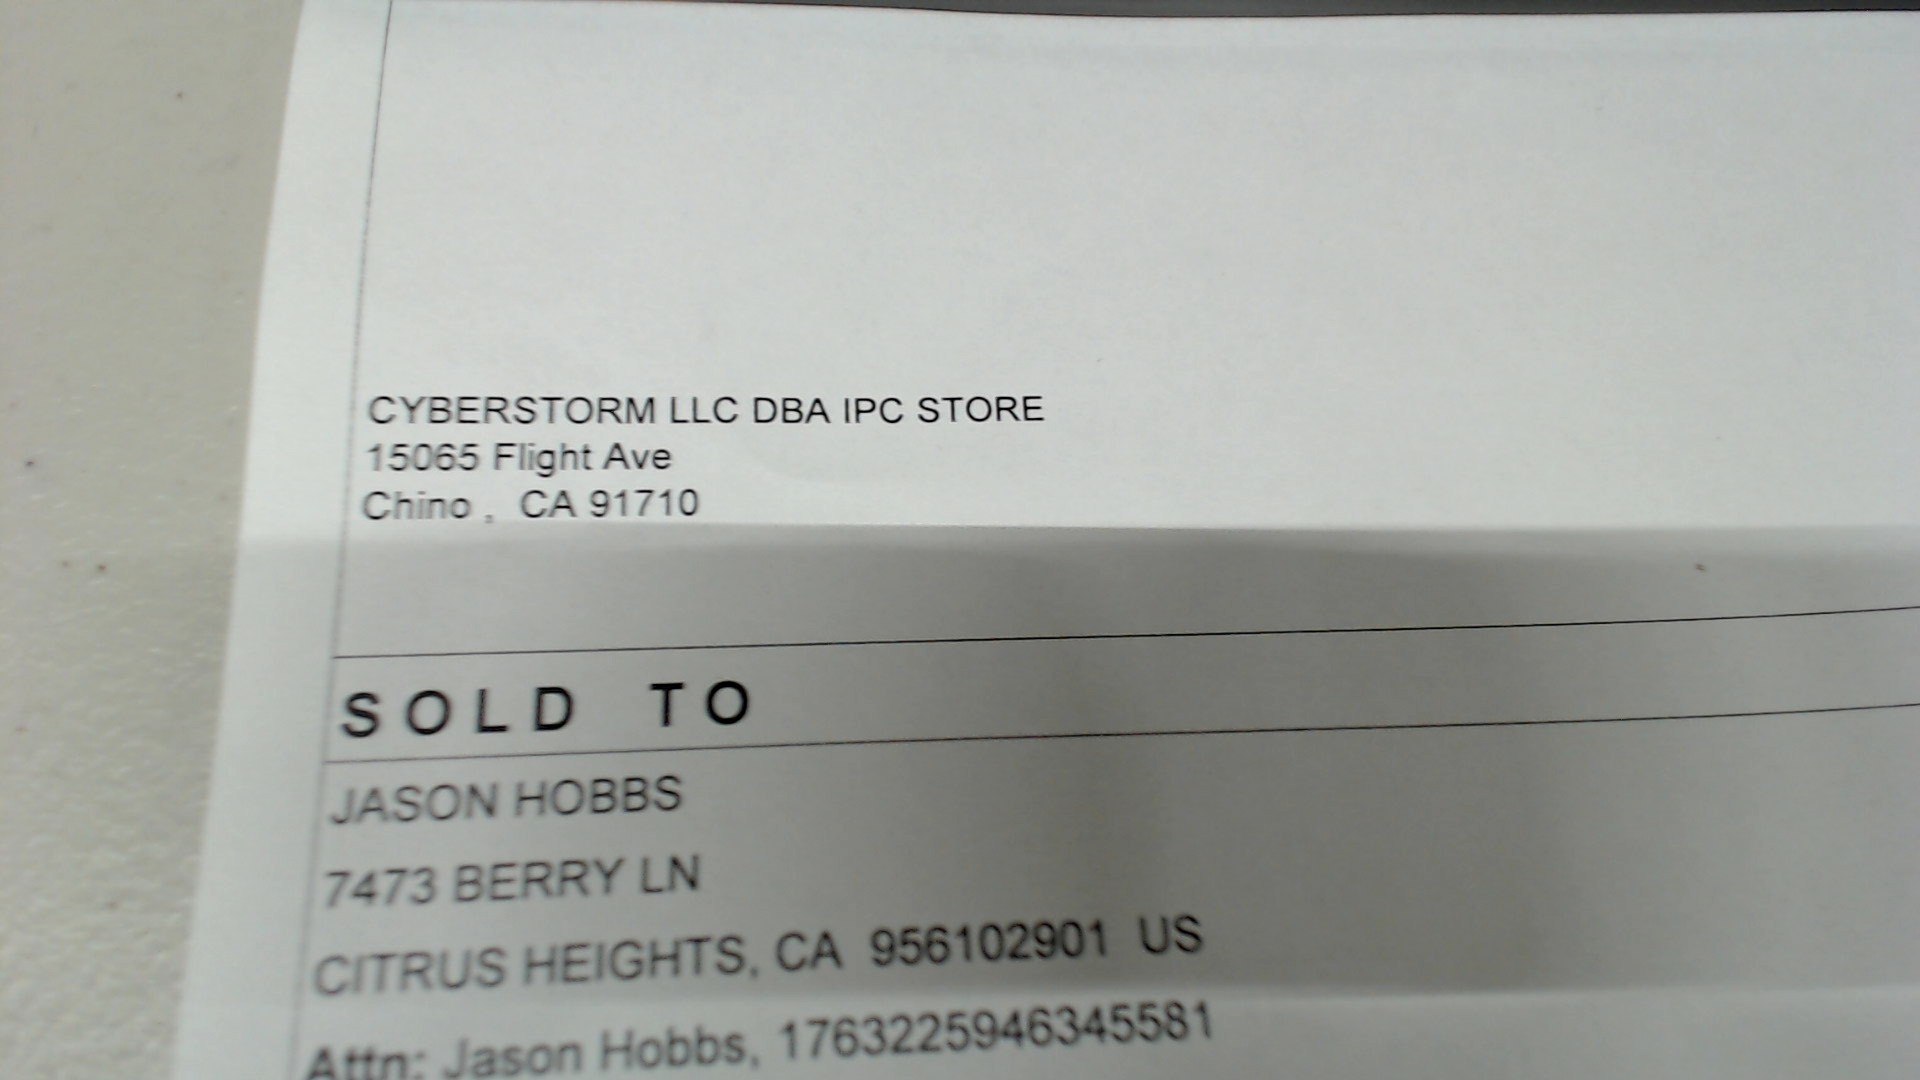 CYBERSTORM LLC DBA IPC STORE
15065 Flight Ave
Chino , CA 91710
SOLD TO
JASON HOBBS
7473 BERRY LN
CITRUS HEIGHTS, CA 956102901 US
Attn: Jason Hobbs, 1763225946345581